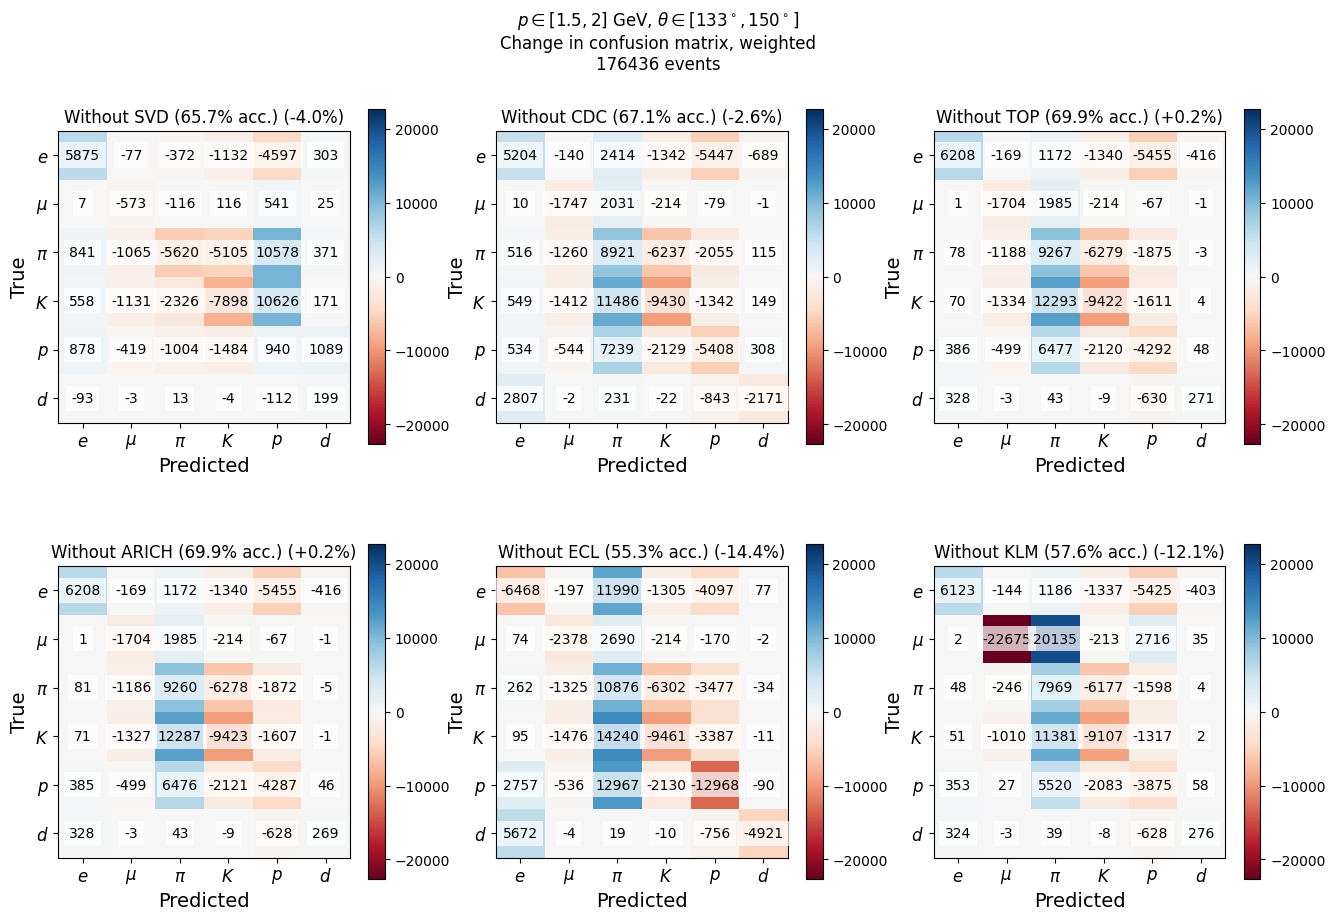 p ∈ [1.5, 2] GeV, θ ∈ [133°, 150°]
Change in confusion matrix, weighted
176436 events
Without SVD (65.7% acc.) (-4.0%)
e 5875 -77 -372 -1132 -4597 303
μ 7 -573 -116 116 541 25
π 841 -1065 -5620 -5105 10578 371
K 558 -1131 -2326 -7898 10626 171
p 878 -419 -1004 -1484 940 1089
d -93 -3 13 -4 -112 199
e μ π K p d
True
Predicted
20000
10000
0
−10000
−20000
Without CDC (67.1% acc.) (-2.6%)
e 5204 -140 2414 -1342 -5447 -689
μ 10 -1747 2031 -214 -79 -1
π 516 -1260 8921 -6237 -2055 115
K 549 -1412 11486 -9430 -1342 149
p 534 -544 7239 -2129 -5408 308
d 2807 -2 231 -22 -843 -2171
e μ π K p d
True
Predicted
20000
10000
0
−10000
−20000
Without TOP (69.9% acc.) (+0.2%)
e 6208 -169 1172 -1340 -5455 -416
μ 1 -1704 1985 -214 -67 -1
π 78 -1188 9267 -6279 -1875 -3
K 70 -1334 12293 -9422 -1611 4
p 386 -499 6477 -2120 -4292 48
d 328 -3 43 -9 -630 271
e μ π K p d
True
Predicted
20000
10000
0
−10000
−20000
Without ARICH (69.9% acc.) (+0.2%)
e 6208 -169 1172 -1340 -5455 -416
μ 1 -1704 1985 -214 -67 -1
π 81 -1186 9260 -6278 -1872 -5
K 71 -1327 12287 -9423 -1607 -1
p 385 -499 6476 -2121 -4287 46
d 328 -3 43 -9 -628 269
e μ π K p d
True
Predicted
20000
10000
0
−10000
−20000
Without ECL (55.3% acc.) (-14.4%)
e -6468 -197 11990 -1305 -4097 77
μ 74 -2378 2690 -214 -170 -2
π 262 -1325 10876 -6302 -3477 -34
K 95 -1476 14240 -9461 -3387 -11
p 2757 -536 12967 -2130 -12968 -90
d 5672 -4 19 -10 -756 -4921
e μ π K p d
True
Predicted
20000
10000
0
−10000
−20000
Without KLM (57.6% acc.) (-12.1%)
e 6123 -144 1186 -1337 -5425 -403
μ 2 -22675 20135 -213 2716 35
π 48 -246 7969 -6177 -1598 4
K 51 -1010 11381 -9107 -1317 2
p 353 27 5520 -2083 -3875 58
d 324 -3 39 -8 -628 276
e μ π K p d
True
Predicted
20000
10000
0
−10000
−20000